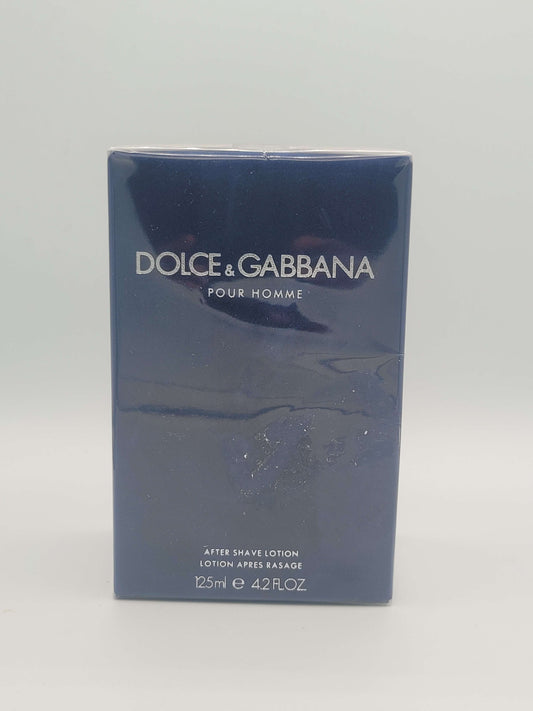 DOLCE & GABBANA
POUR HOMME
AFTER SHAVE LOTION
LOTION APRES RASAGE
125ml e 4.2 FL.OZ.